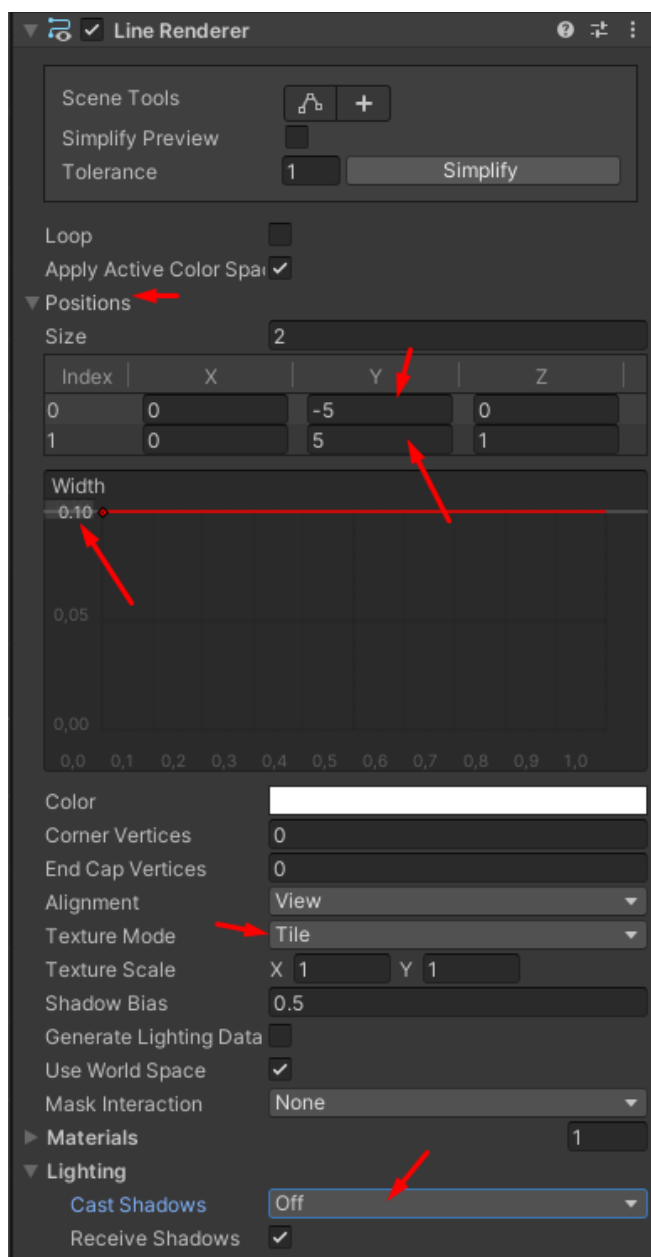 Line Renderer
Scene Tools
Simplify Preview
Tolerance 1 Simplify
Loop
Apply Active Color Spa
Positions
Size 2
Index X Y Z
0 0 -5 0
1 0 5 1
Width
0.10
0,05
0,00
0,0 0,1 0,2 0,3 0,4 0,5 0,6 0,7 0,8 0,9 1,0
Color
Corner Vertices 0
End Cap Vertices 0
Alignment View
Texture Mode Tile
Texture Scale X 1 Y 1
Shadow Bias 0.5
Generate Lighting Data
Use World Space
Mask Interaction None
Materials 1
Lighting
Cast Shadows Off
Receive Shadows